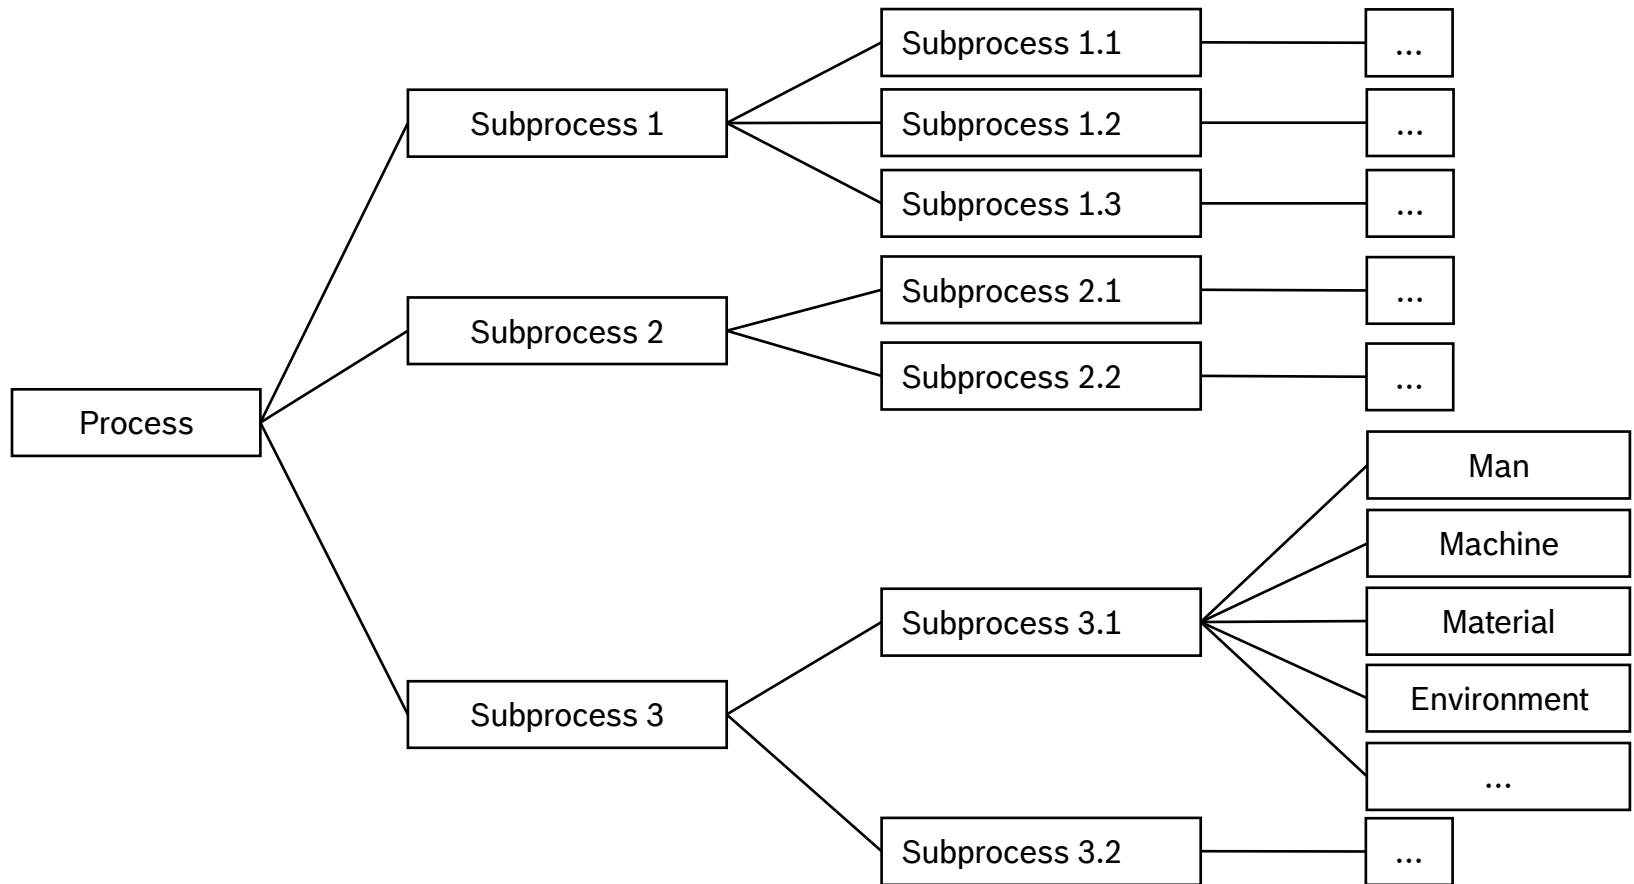 Process
Subprocess 1
Subprocess 1.1
...
Subprocess 1.2
...
Subprocess 1.3
...
Subprocess 2
Subprocess 2.1
...
Subprocess 2.2
...
Subprocess 3
Subprocess 3.1
Man
Machine
Material
Environment
...
Subprocess 3.2
...